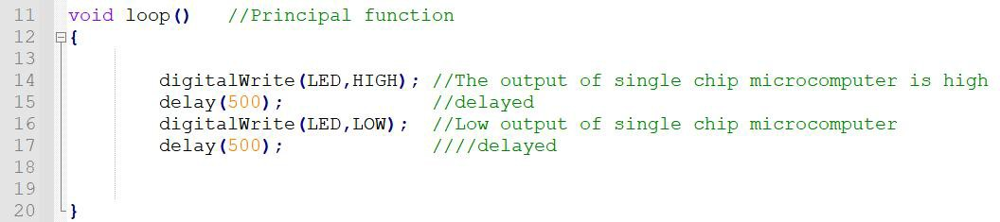 11 void loop()   //Principal function
12 {
13
14         digitalWrite(LED,HIGH); //The output of single chip microcomputer is high
15         delay(500);             //delayed
16         digitalWrite(LED,LOW);  //Low output of single chip microcomputer
17         delay(500);             ////delayed
18
19
20 }